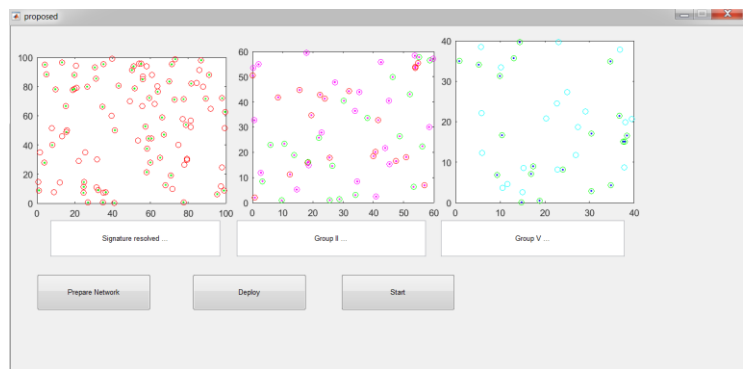 proposed
100
80
60
40
20
0
0 20 40 60 80 100
60
50
40
30
20
10
0
0 10 20 30 40 50 60
40
30
20
10
0
0 10 20 30 40
Signature resolved ...
Group II ...
Group V ...
Prepare Network
Deploy
Start